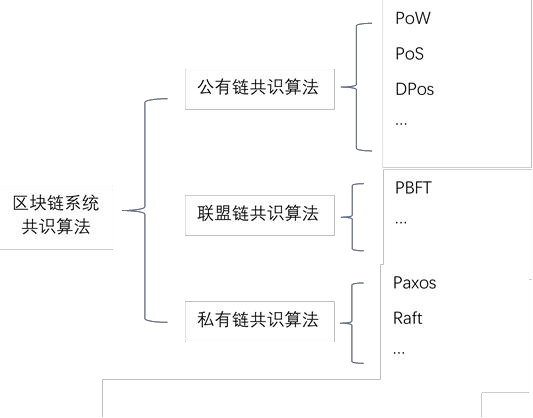 区块链系统
共识算法
公有链共识算法
PoW
PoS
DPos
...
联盟链共识算法
PBFT
...
私有链共识算法
Paxos
Raft
...